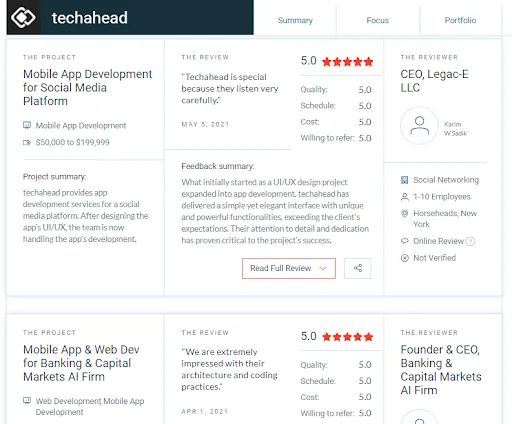 techahead
Summary
Focus
Portfolio
THE PROJECT
Mobile App Development
for Social Media
Platform
Mobile App Development
$50,000 to $199,999
Project summary:
techahead provides app
development services for a social
media platform. After designing the
app's UI/UX, the team is now
handling the app's development.
THE REVIEW
"Techahead is special
because they listen very
carefully."
MAY 5, 2021
5.0
Quality: 5.0
Schedule: 5.0
Cost: 5.0
Willing to refer: 5.0
Feedback summary:
What initially started as a UI/UX design project
expanded into app development. techahead has
delivered a simple yet elegant interface with unique
and powerful functionalities, exceeding the client's
expectations. Their attention to detail and dedication
has proven critical to the project's success.
Read Full Review
THE REVIEWER
CEO, Legac-E
LLC
Karim
W Sadik
Social Networking
1-10 Employees
Horseheads, New
York
Online Review ?
Not Verified
THE PROJECT
Mobile App & Web Dev
for Banking & Capital
Markets AI Firm
Web Development Mobile App
Development
THE REVIEW
"We are extremely
impressed with their
architecture and coding
practices."
APR 1, 2021
5.0
Quality: 5.0
Schedule: 5.0
Cost: 5.0
Willing to refer: 5.0
THE REVIEWER
Founder & CEO,
Banking &
Capital Markets
AI Firm